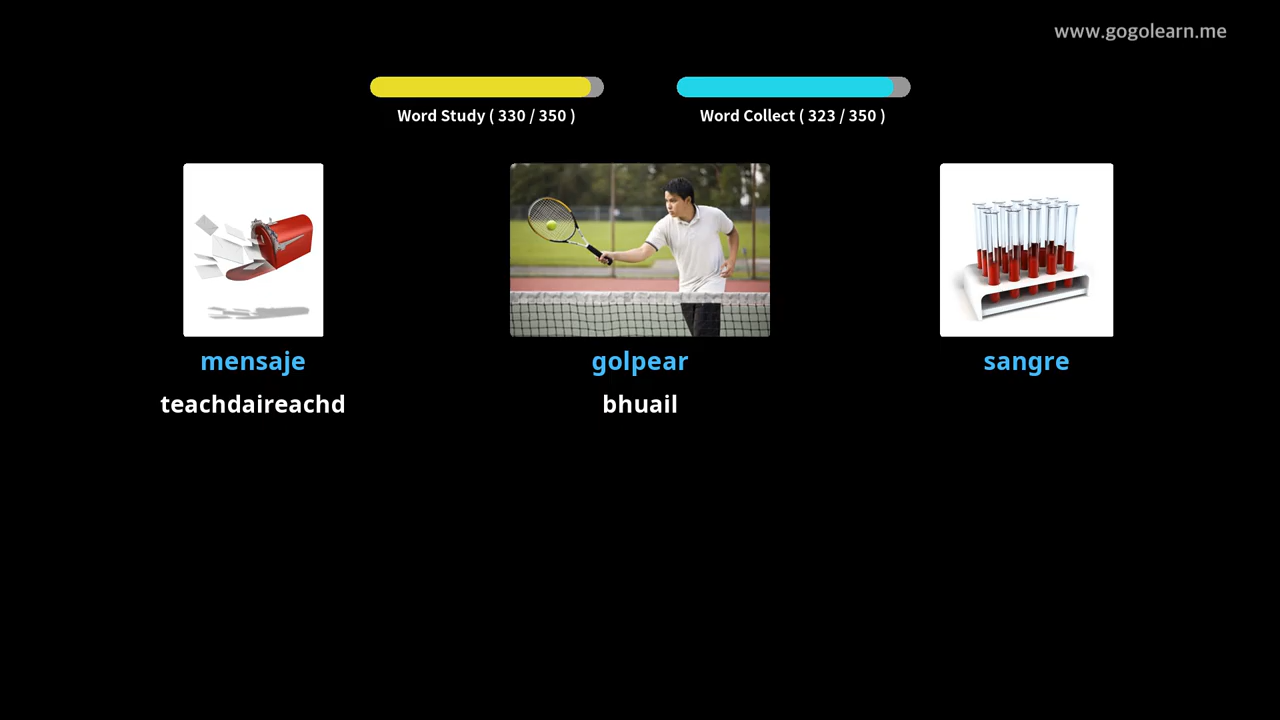 www.gogolearn.me
Word Study ( 330 / 350 )
Word Collect ( 323 / 350 )
mensaje
teachdaireachd
golpear
bhuail
sangre